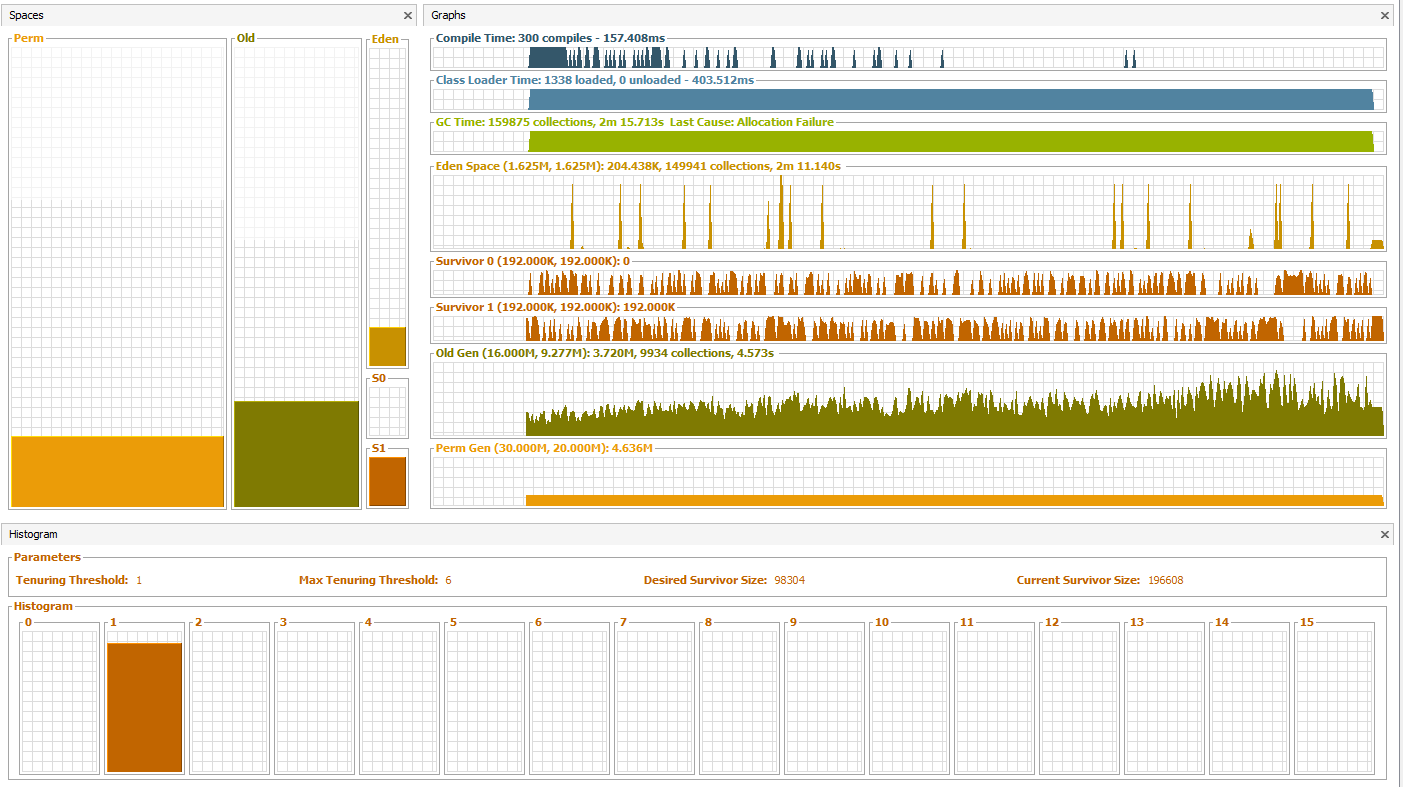 Spaces
Graphs
Perm
Old
Eden
S0
S1
Compile Time: 300 compiles - 157.408ms
Class Loader Time: 1338 loaded, 0 unloaded - 403.512ms
GC Time: 159875 collections, 2m 15.713s Last Cause: Allocation Failure
Eden Space (1.625M, 1.625M): 204.438K, 149941 collections, 2m 11.140s
Survivor 0 (192.000K, 192.000K): 0
Survivor 1 (192.000K, 192.000K): 192.000K
Old Gen (16.000M, 9.277M): 3.720M, 9934 collections, 4.573s
Perm Gen (30.000M, 20.000M): 4.636M
Histogram
Parameters
Tenuring Threshold: 1 Max Tenuring Threshold: 6 Desired Survivor Size: 98304 Current Survivor Size: 196608
Histogram
0 1 2 3 4 5 6 7 8 9 10 11 12 13 14 15